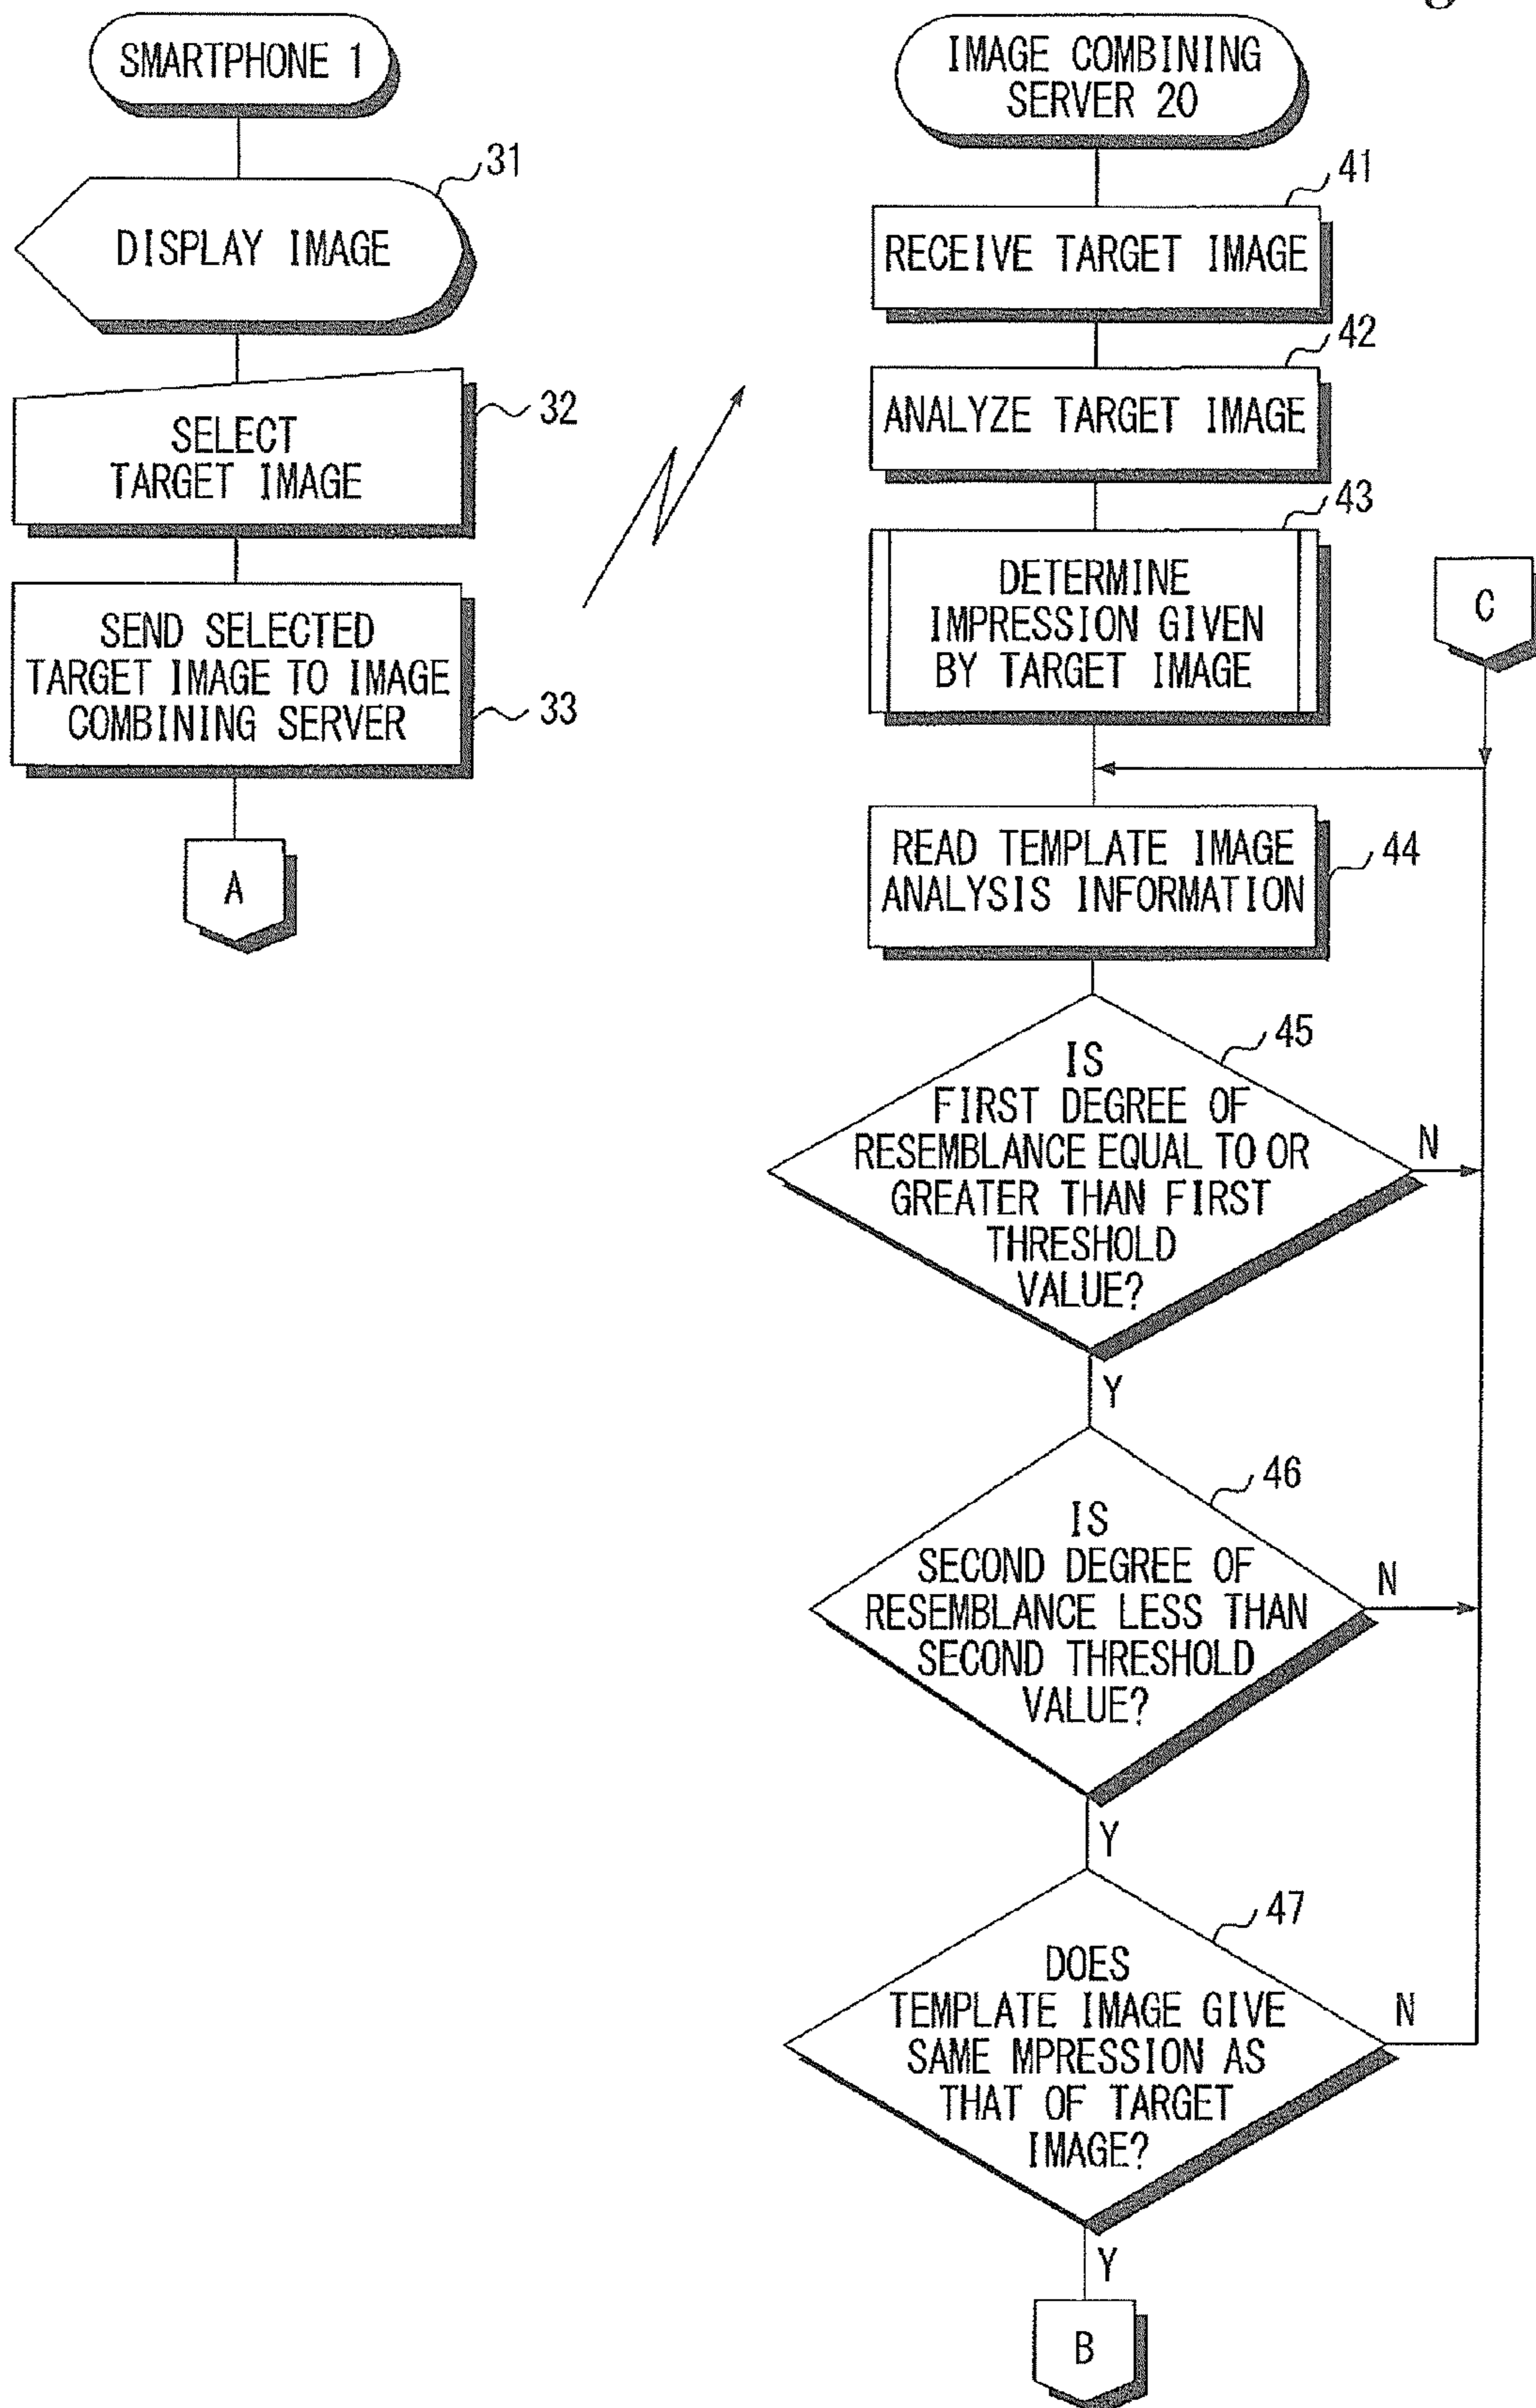 SMARTPHONE 1
31
DISPLAY IMAGE
32
SELECT
TARGET IMAGE
SEND SELECTED
TARGET IMAGE TO IMAGE
COMBINING SERVER
33
A
IMAGE COMBINING
SERVER 20
41
RECEIVE TARGET IMAGE
42
ANALYZE TARGET IMAGE
43
DETERMINE
IMPRESSION GIVEN
BY TARGET IMAGE
C
READ TEMPLATE IMAGE
ANALYSIS INFORMATION
44
45
IS
FIRST DEGREE OF
RESEMBLANCE EQUAL TO OR
GREATER THAN FIRST
THRESHOLD
VALUE?
N
Y
46
IS
SECOND DEGREE OF
RESEMBLANCE LESS THAN
SECOND THRESHOLD
VALUE?
N
Y
47
DOES
TEMPLATE IMAGE GIVE
SAME MPRESSION AS
THAT OF TARGET
IMAGE?
N
Y
B